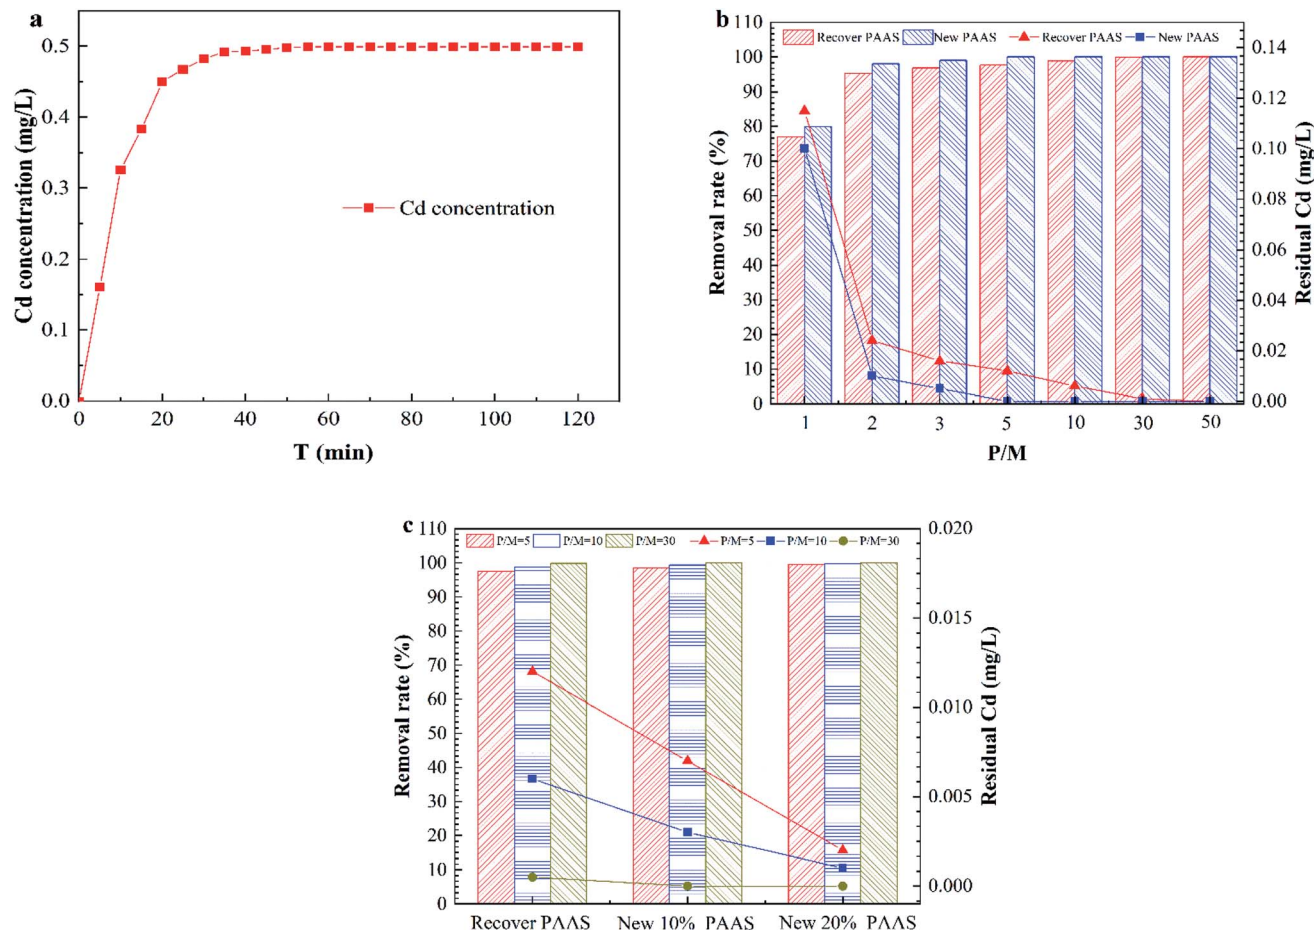 a
Cd concentration (mg/L)
0.5
0.4
0.3
0.2
0.1
0.0
Cd concentration
0 20 40 60 80 100 120
T (min)
b
Removal rate (%)
110
100
90
80
70
60
50
40
30
20
10
0
Recover PAAS New PAAS Recover PAAS New PAAS
0.14
0.12
0.10
0.08
0.06
0.04
0.02
0.00
Residual Cd (mg/L)
1 2 3 5 10 30 50
P/M
c
Removal rate (%)
110
100
90
80
70
60
50
40
30
20
10
0
P/M=5 P/M=10 P/M=30 P/M=5 P/M=10 P/M=30
0.020
0.015
0.010
0.005
0.000
Residual Cd (mg/L)
Recover PAAS New 10% PAAS New 20% PAAS